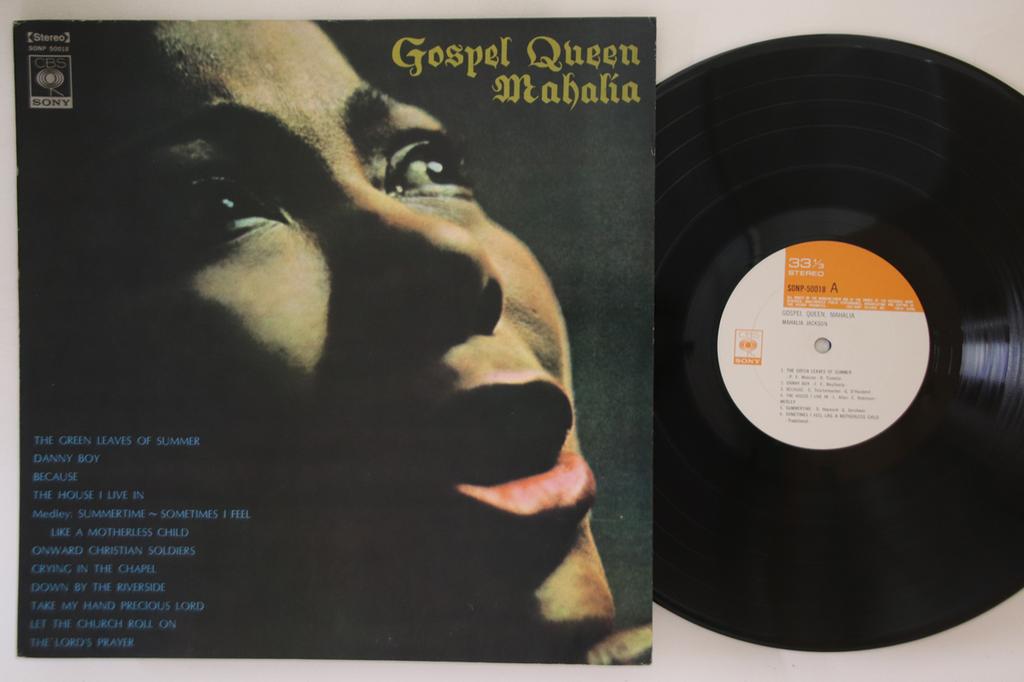 【Stereo】
SONP 50018
CBS
SONY
Gospel Queen
Mahalia
THE GREEN LEAVES OF SUMMER
DANNY BOY
BECAUSE
THE HOUSE I LIVE IN
Medley: SUMMERTIME ~ SOMETIMES I FEEL
LIKE A MOTHERLESS CHILD
ONWARD CHRISTIAN SOLDIERS
CRYING IN THE CHAPEL
DOWN BY THE RIVERSIDE
TAKE MY HAND PRECIOUS LORD
LET THE CHURCH ROLL ON
THE LORD'S PRAYER
33⅓
STEREO
SONP-50018 A
GOSPEL QUEEN, MAHALIA
MAHALIA JACKSON
CBS
SONY
1. THE GREEN LEAVES OF SUMMER
2. DANNY BOY
3. BECAUSE
4. THE HOUSE I LIVE IN
MEDLEY
5. SUMMERTIME
6. SOMETIMES I FEEL LIKE A MOTHERLESS CHILD